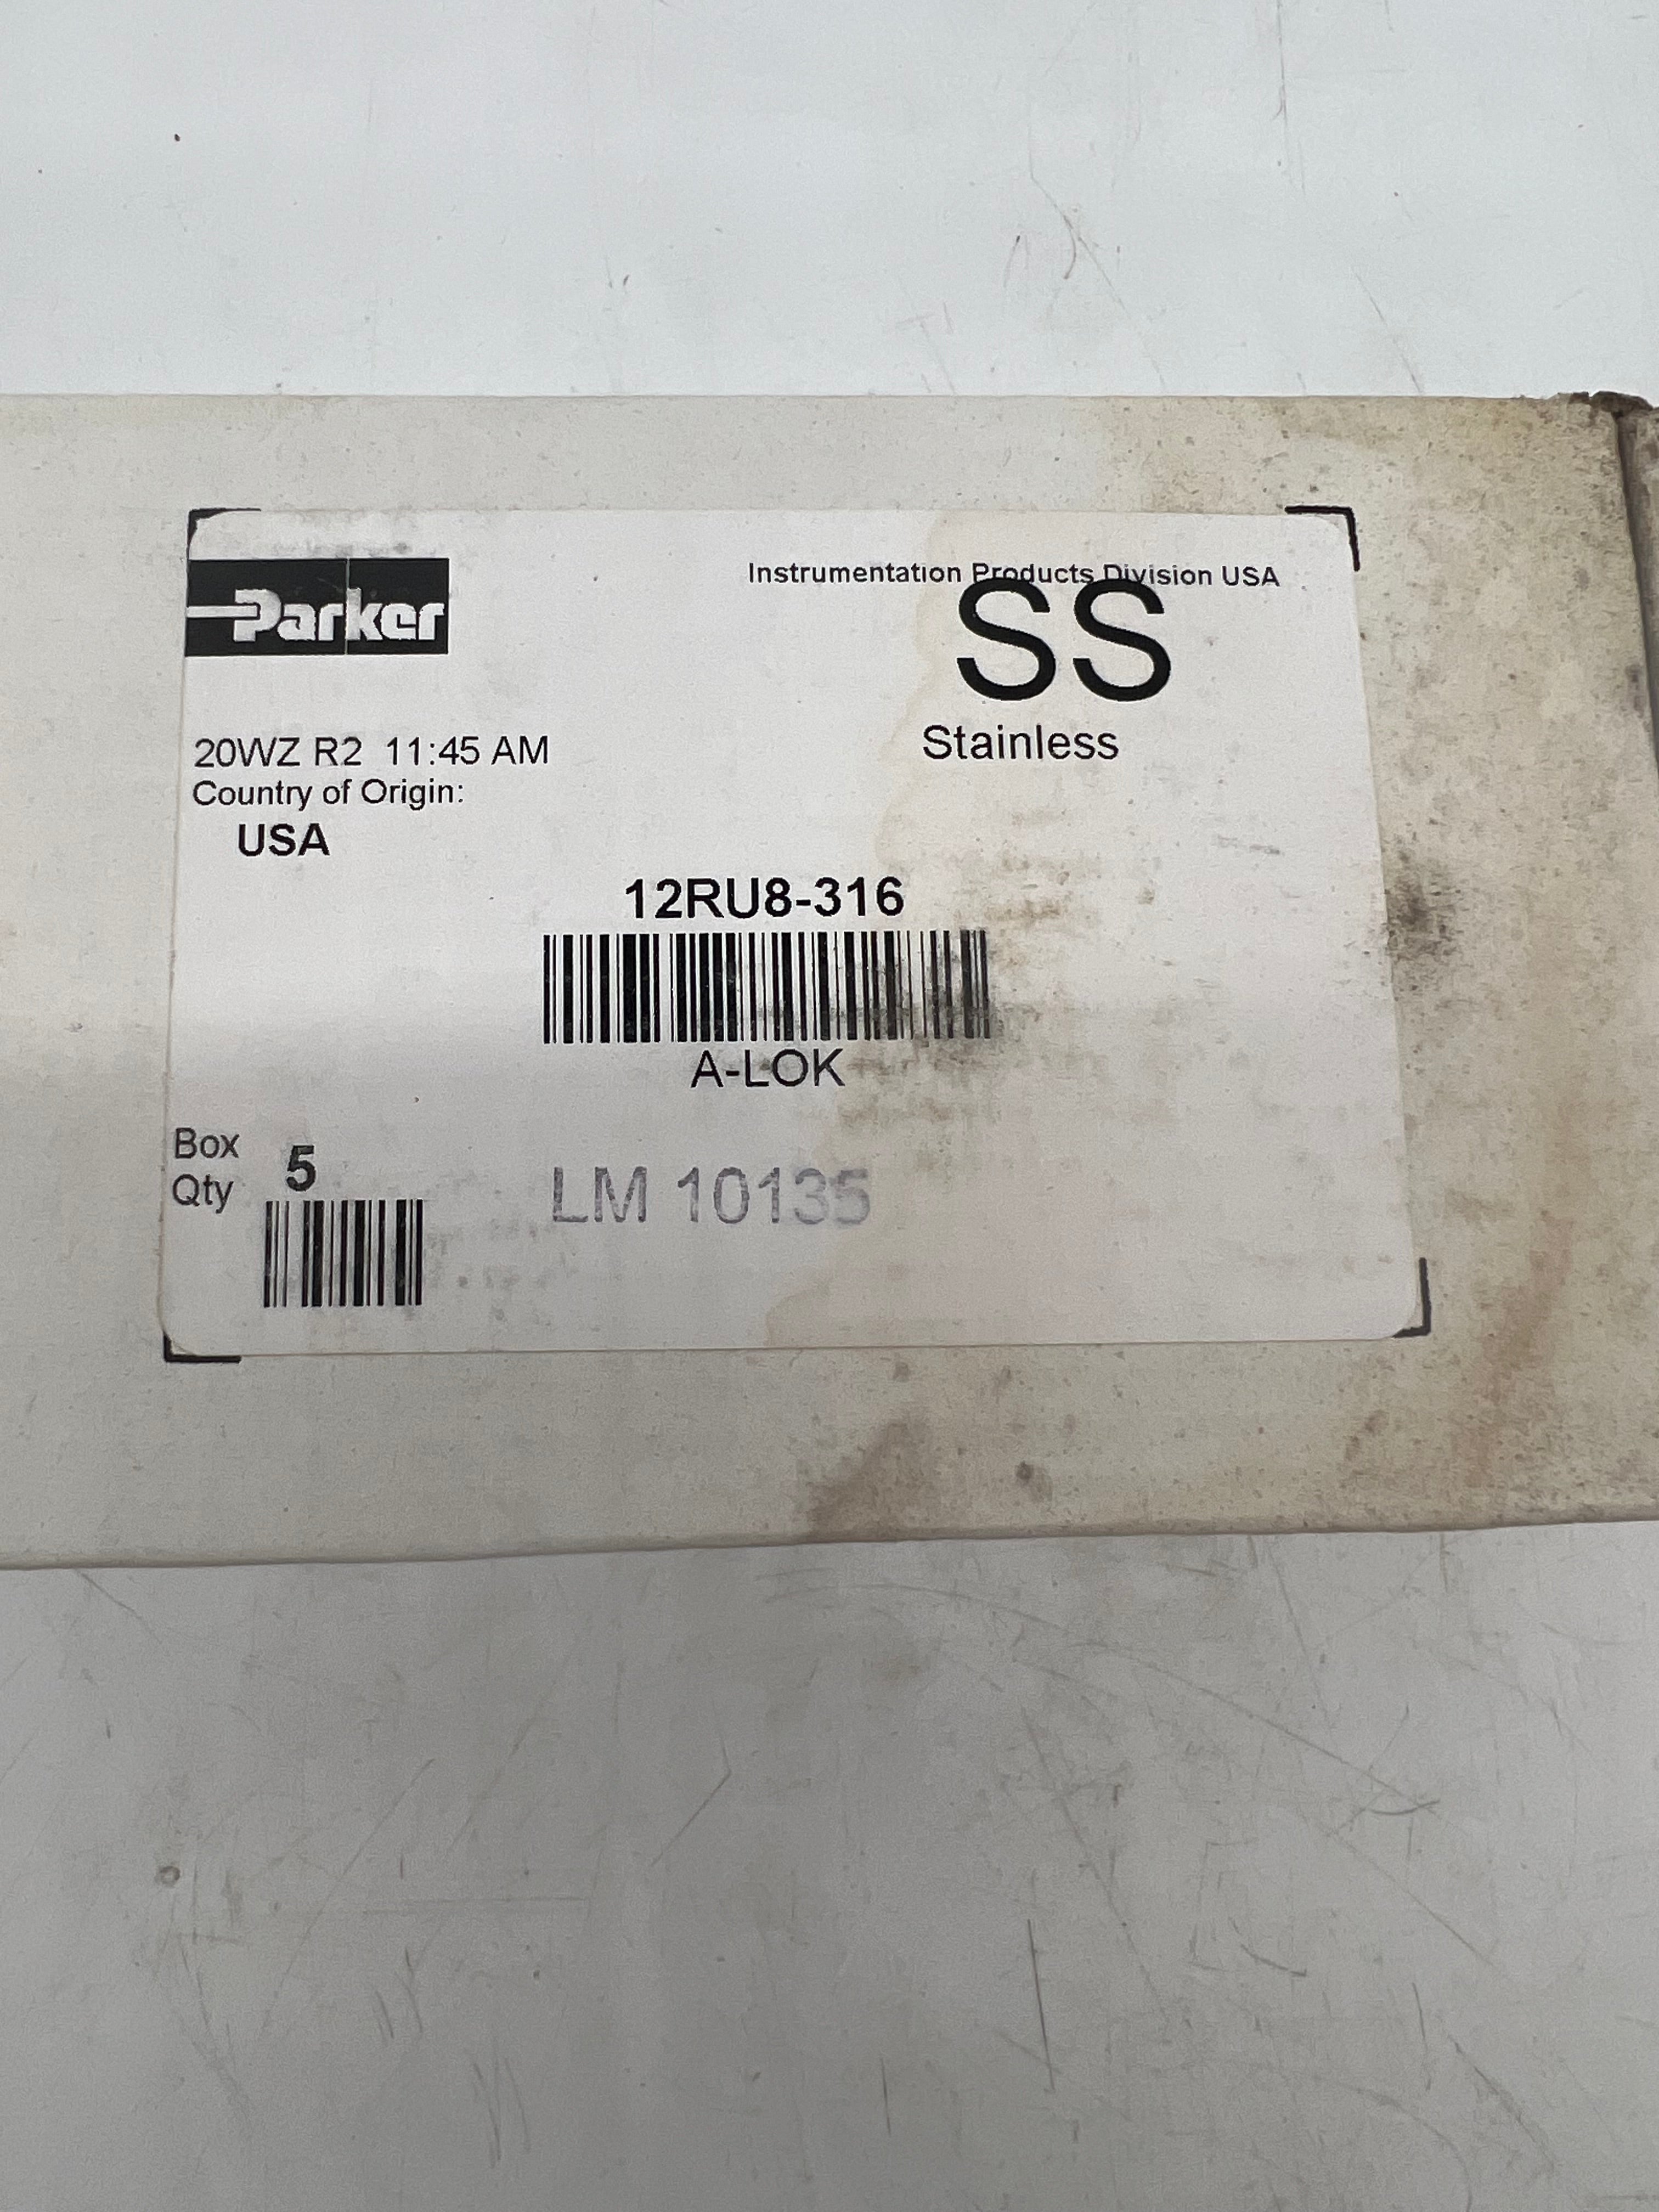 Parker
Instrumentation Products Division USA
SS
Stainless
20WZ R2 11:45 AM
Country of Origin:
USA
12RU8-316
A-LOK
Box
Qty
5
LM 10135